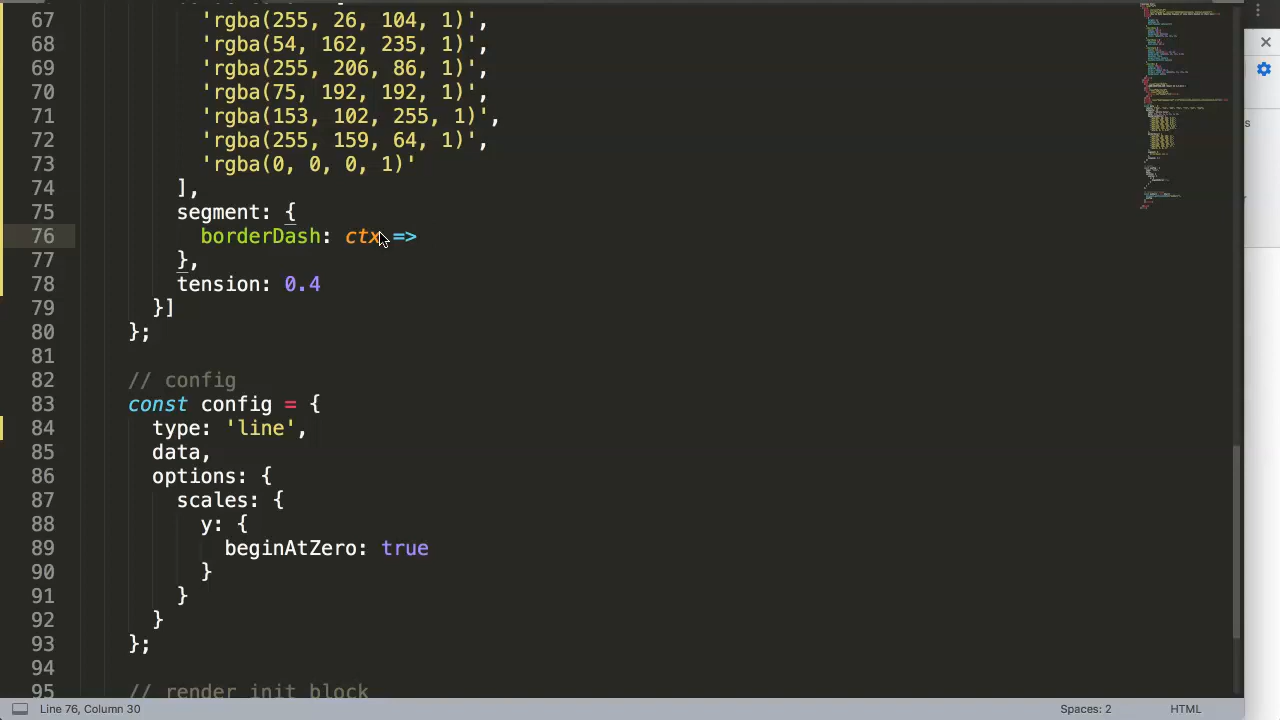 67 'rgba(255, 26, 104, 1)',
68 'rgba(54, 162, 235, 1)',
69 'rgba(255, 206, 86, 1)',
70 'rgba(75, 192, 192, 1)',
71 'rgba(153, 102, 255, 1)',
72 'rgba(255, 159, 64, 1)',
73 'rgba(0, 0, 0, 1)'
74 ],
75 segment: {
76 borderDash: ctx =>
77 },
78 tension: 0.4
79 }]
80 };
81
82 // config
83 const config = {
84 type: 'line',
85 data,
86 options: {
87 scales: {
88 y: {
89 beginAtZero: true
90 }
91 }
92 }
93 };
94
95 // render init block
Line 76, Column 30
Spaces: 2
HTML